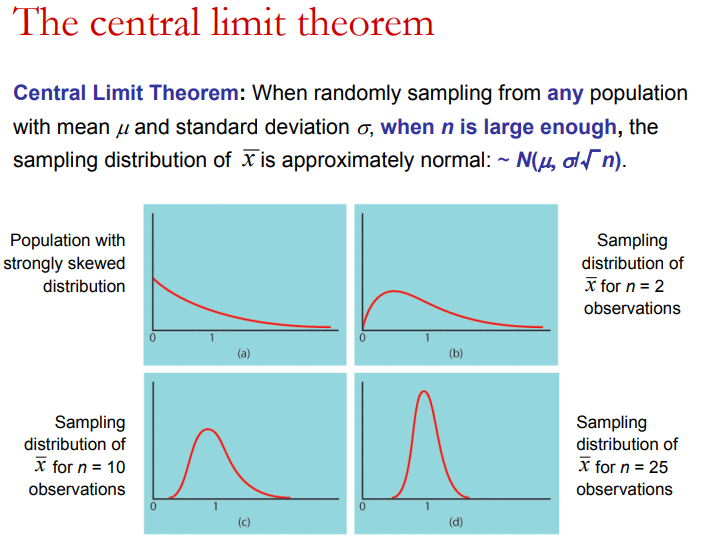 The central limit theorem
Central Limit Theorem: When randomly sampling from any population
with mean μ and standard deviation σ, when n is large enough, the
sampling distribution of x̅ is approximately normal: ~ N(μ, σ/√n).
Population with
strongly skewed
distribution
0 1
(a)
0 1
(b)
Sampling
distribution of
x̅ for n = 2
observations
Sampling
distribution of
x̅ for n = 10
observations
0 1
(c)
0 1
(d)
Sampling
distribution of
x̅ for n = 25
observations